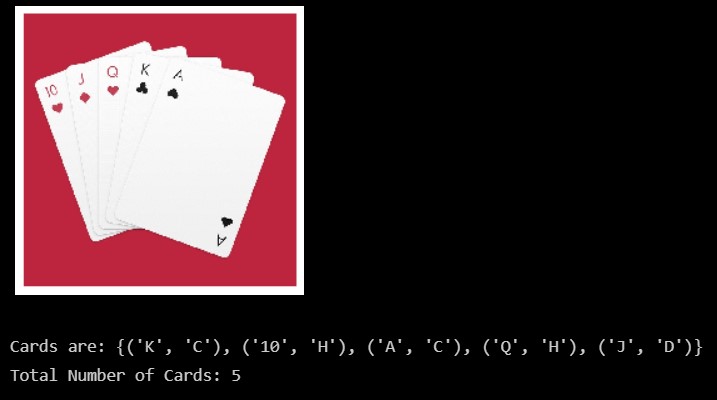 10
J
Q
K
A
A
Cards are: {('K', 'C'), ('10', 'H'), ('A', 'C'), ('Q', 'H'), ('J', 'D')}
Total Number of Cards: 5